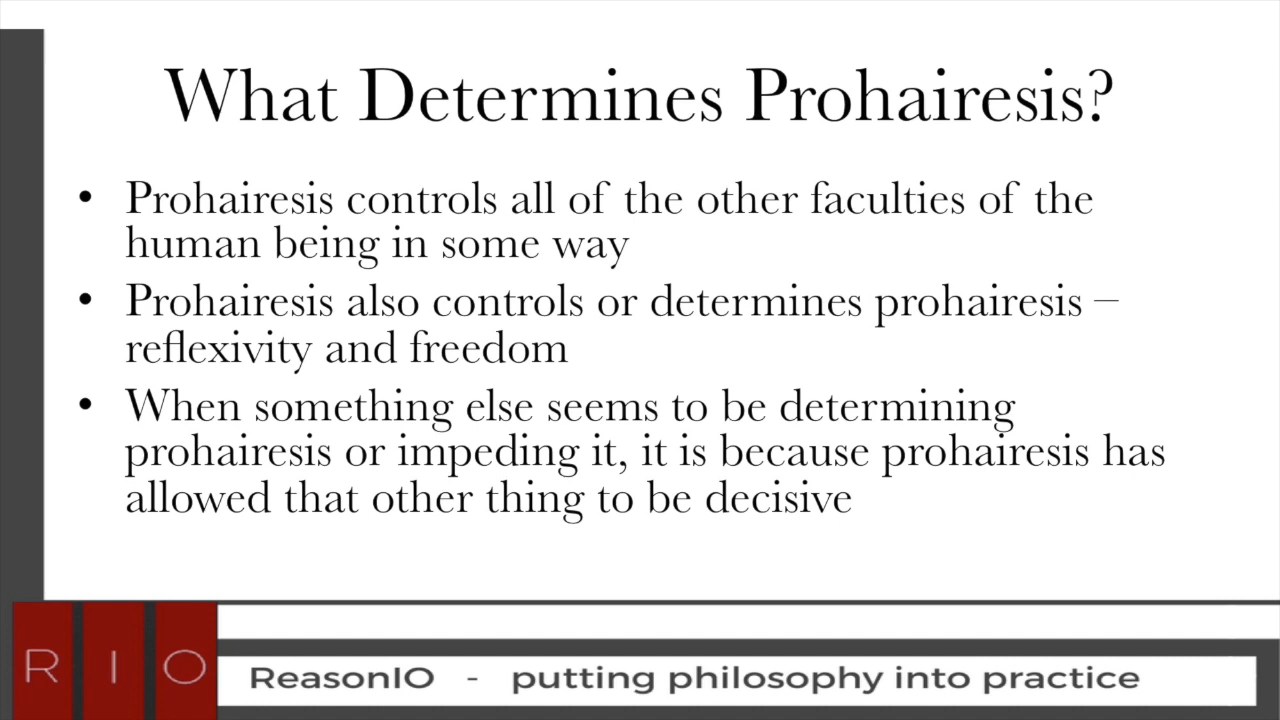 What Determines Prohairesis?
• Prohairesis controls all of the other faculties of the
human being in some way
• Prohairesis also controls or determines prohairesis –
reflexivity and freedom
• When something else seems to be determining
prohairesis or impeding it, it is because prohairesis has
allowed that other thing to be decisive
R I O
ReasonIO - putting philosophy into practice